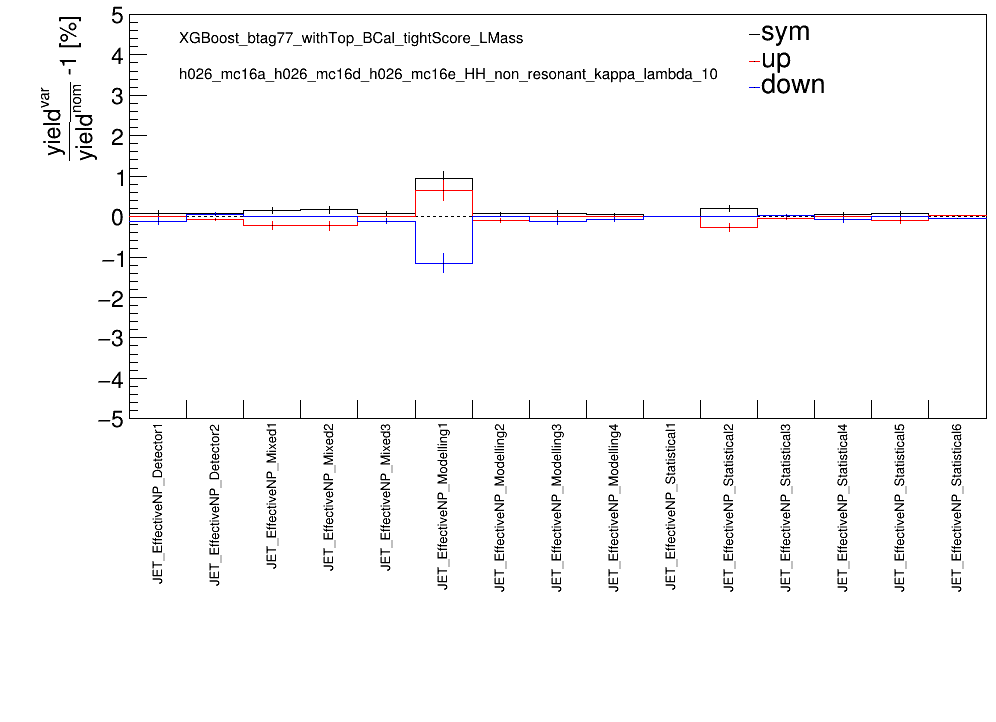 yield^var
yield^nom -1 [%]
XGBoost_btag77_withTop_BCal_tightScore_LMass
h026_mc16a_h026_mc16d_h026_mc16e_HH_non_resonant_kappa_lambda_10
sym
up
down
5
4
3
2
1
0
−1
−2
−3
−4
−5
JET_EffectiveNP_Detector1
JET_EffectiveNP_Detector2
JET_EffectiveNP_Mixed1
JET_EffectiveNP_Mixed2
JET_EffectiveNP_Mixed3
JET_EffectiveNP_Modelling1
JET_EffectiveNP_Modelling2
JET_EffectiveNP_Modelling3
JET_EffectiveNP_Modelling4
JET_EffectiveNP_Statistical1
JET_EffectiveNP_Statistical2
JET_EffectiveNP_Statistical3
JET_EffectiveNP_Statistical4
JET_EffectiveNP_Statistical5
JET_EffectiveNP_Statistical6